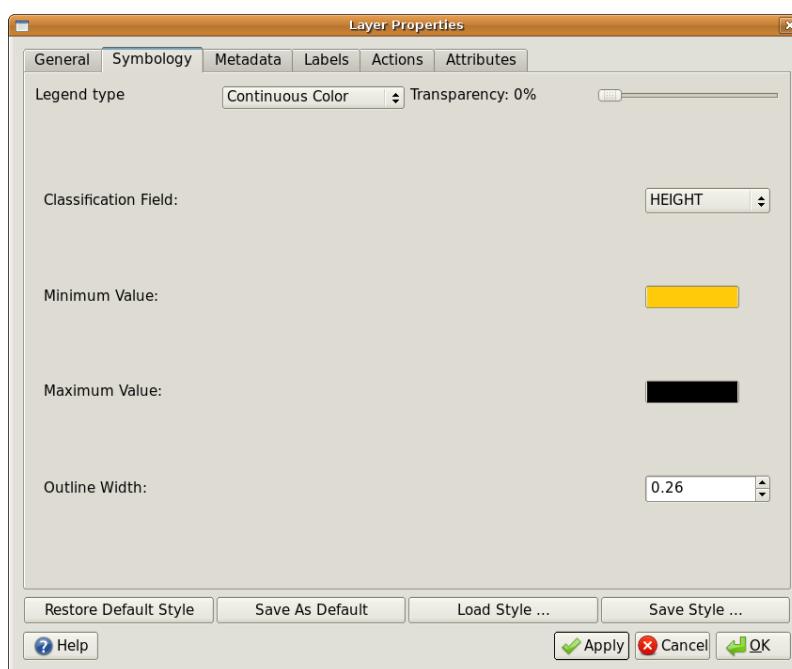 Layer Properties
General Symbology Metadata Labels Actions Attributes
Legend type Continuous Color Transparency: 0%
Classification Field: HEIGHT
Minimum Value:
Maximum Value:
Outline Width: 0.26
Restore Default Style Save As Default Load Style ... Save Style ...
Help Apply Cancel OK